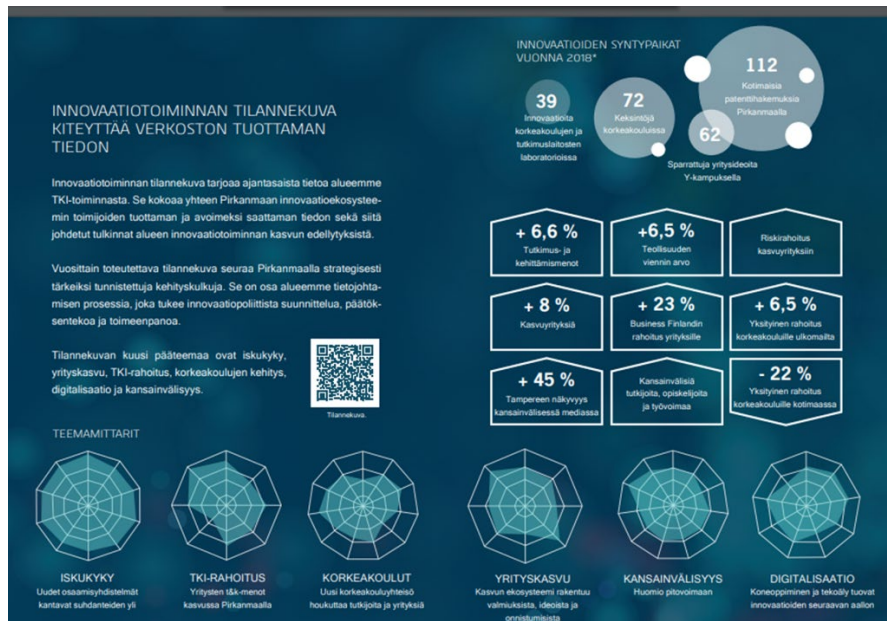 INNOVAATIOTOIMINNAN TILANNEKUVA
KITEYTTÄÄ VERKOSTON TUOTTAMAN
TIEDON
Innovaatiotoiminnan tilannekuva tarjoaa ajantasaista tietoa alueemme
TKI-toiminnasta. Se kokoaa yhteen Pirkanmaan innovaatioekosystee-
min toimijoiden tuottaman ja avoimeksi saattaman tiedon sekä siitä
johdetut tulkinnat alueen innovaatiotoiminnan kasvun edellytyksistä.
Vuosittain toteutettava tilannekuva seuraa Pirkanmaalla strategisesti
tärkeiksi tunnistettuja kehityskulkuja. Se on osa alueemme tietojohta-
misen prosessia, joka tukee innovaatiopoliittista suunnittelua, päätök-
sentekoa ja toimeenpanoa.
Tilannekuvan kuusi pääteemaa ovat iskukyky,
yrityskasvu, TKI-rahoitus, korkeakoulujen kehitys,
digitalisaatio ja kansainvälisyys.
Tilannekuva.
INNOVAATIOIDEN SYNTYPAIKAT
VUONNA 2018*
39
Innovaatioita
korkeakoulujen ja
tutkimuslaitosten
laboratorioissa
72
Keksintöjä
korkeakouluissa
112
Kotimaisia
patenttihakemuksia
Pirkanmaalla
62
Sparrattuja yritysideoita
Y-kampuksella
+ 6,6 %
Tutkimus- ja
kehittämismenot
+6,5 %
Teollisuuden
viennin arvo
Riskirahoitus
kasvuyrityksiin
+ 8 %
Kasvuyrityksiä
+ 23 %
Business Finlandin
rahoitus yrityksille
+ 6,5 %
Yksityinen rahoitus
korkeakouluille ulkomailta
+ 45 %
Tampereen näkyvyys
kansainvälisessä mediassa
Kansainvälisiä
tutkijoita, opiskelijoita
ja työvoimaa
- 22 %
Yksityinen rahoitus
korkeakouluille kotimaassa
TEEMAMITTARIT
ISKUKYKY
Uudet osaamisyhdistelmät
kantavat suhdanteiden yli
TKI-RAHOITUS
Yritysten t&k-menot
kasvussa Pirkanmaalla
KORKEAKOULUT
Uusi korkeakouluyhteisö
houkuttaa tutkijoita ja yrityksiä
YRITYSKASVU
Kasvun ekosysteemi rakentuu
valmiuksista, ideoista ja
onnistumisista
KANSAINVÄLISYYS
Huomio pitovoimaan
DIGITALISAATIO
Koneoppiminen ja tekoäly tuovat
innovaatioiden seuraavan aallon